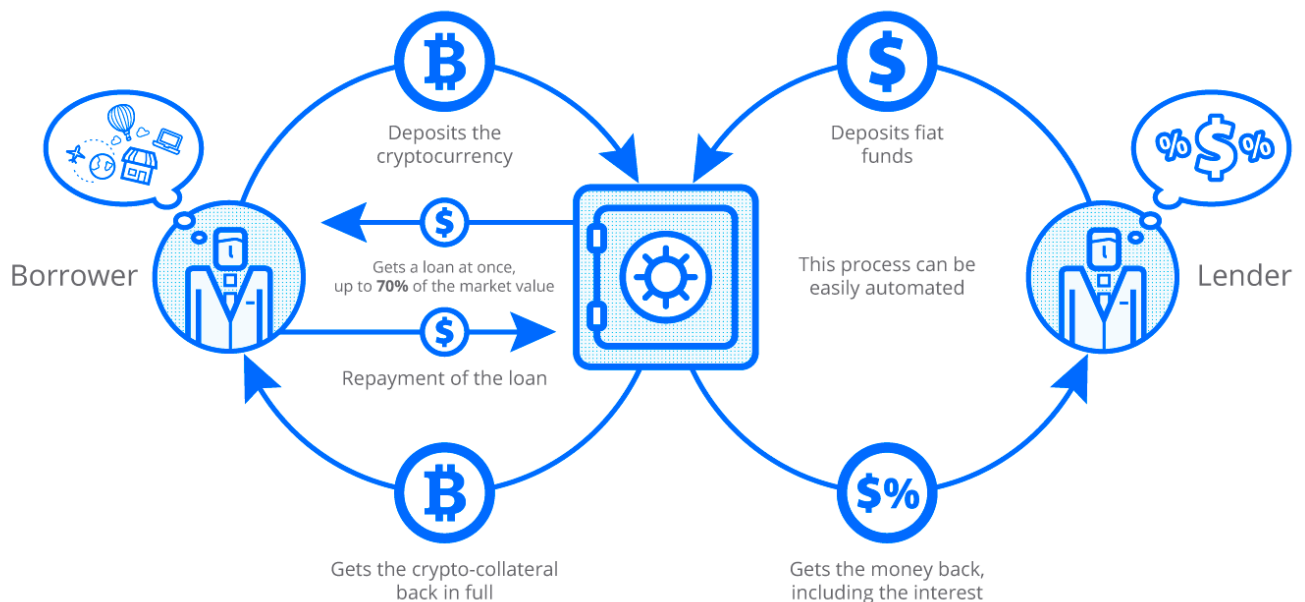 ₿
$
Deposits the
cryptocurrency
Deposits fiat
funds
% $ %
$
Gets a loan at once,
up to 70% of the market value
This process can be
easily automated
Borrower
Lender
$
Repayment of the loan
₿
$%
Gets the crypto-collateral
back in full
Gets the money back,
including the interest